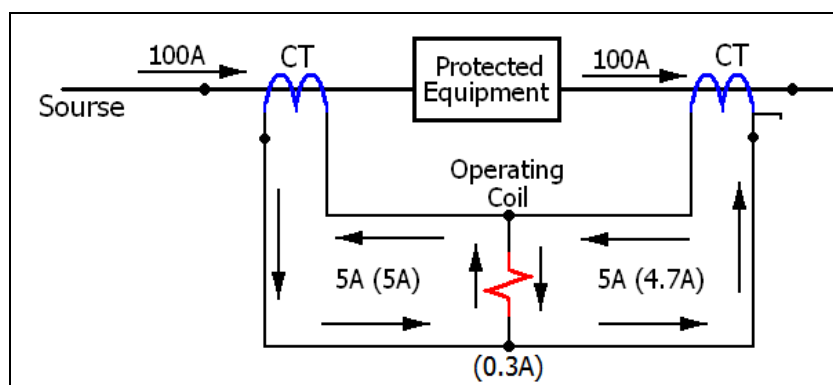 100A
CT
Protected
Equipment
100A
CT
Sourse
Operating
Coil
5A (5A)
5A (4.7A)
(0.3A)